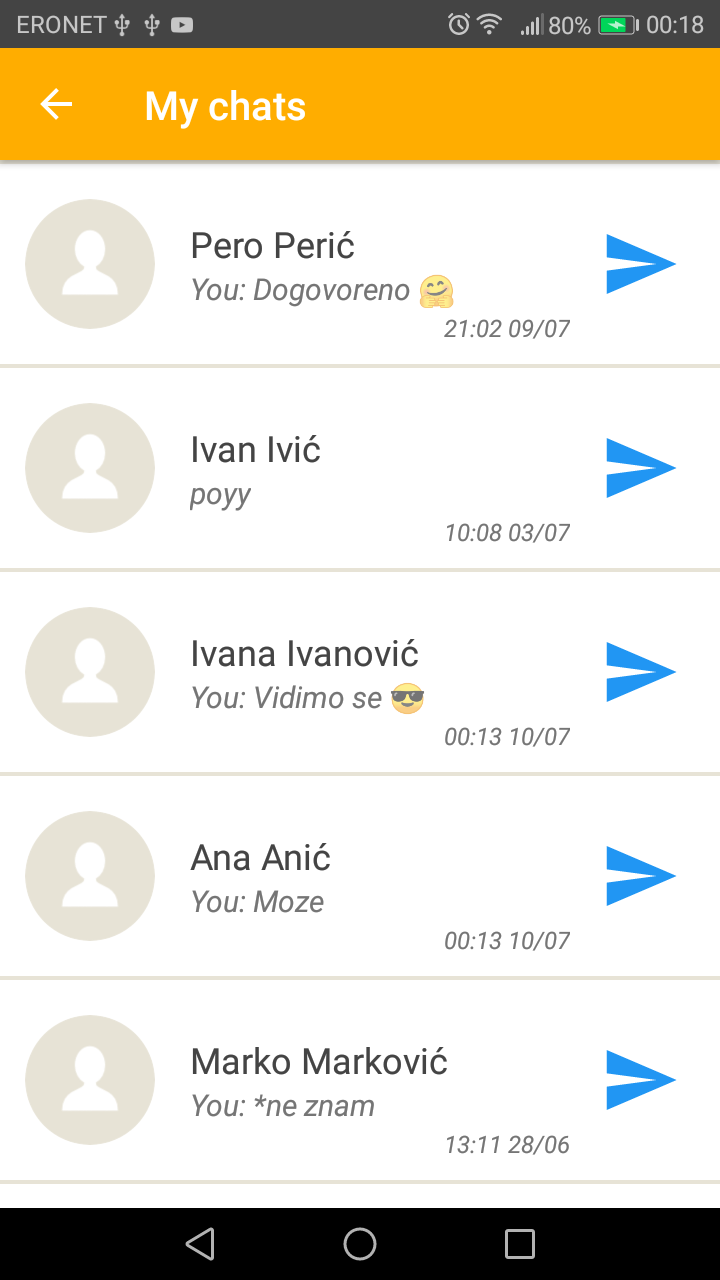 ERONET 80% 00:18
My chats
Pero Perić
You: Dogovoreno 🤗
21:02 09/07
Ivan Ivić
poyy
10:08 03/07
Ivana Ivanović
You: Vidimo se 😎
00:13 10/07
Ana Anić
You: Moze
00:13 10/07
Marko Marković
You: *ne znam
13:11 28/06